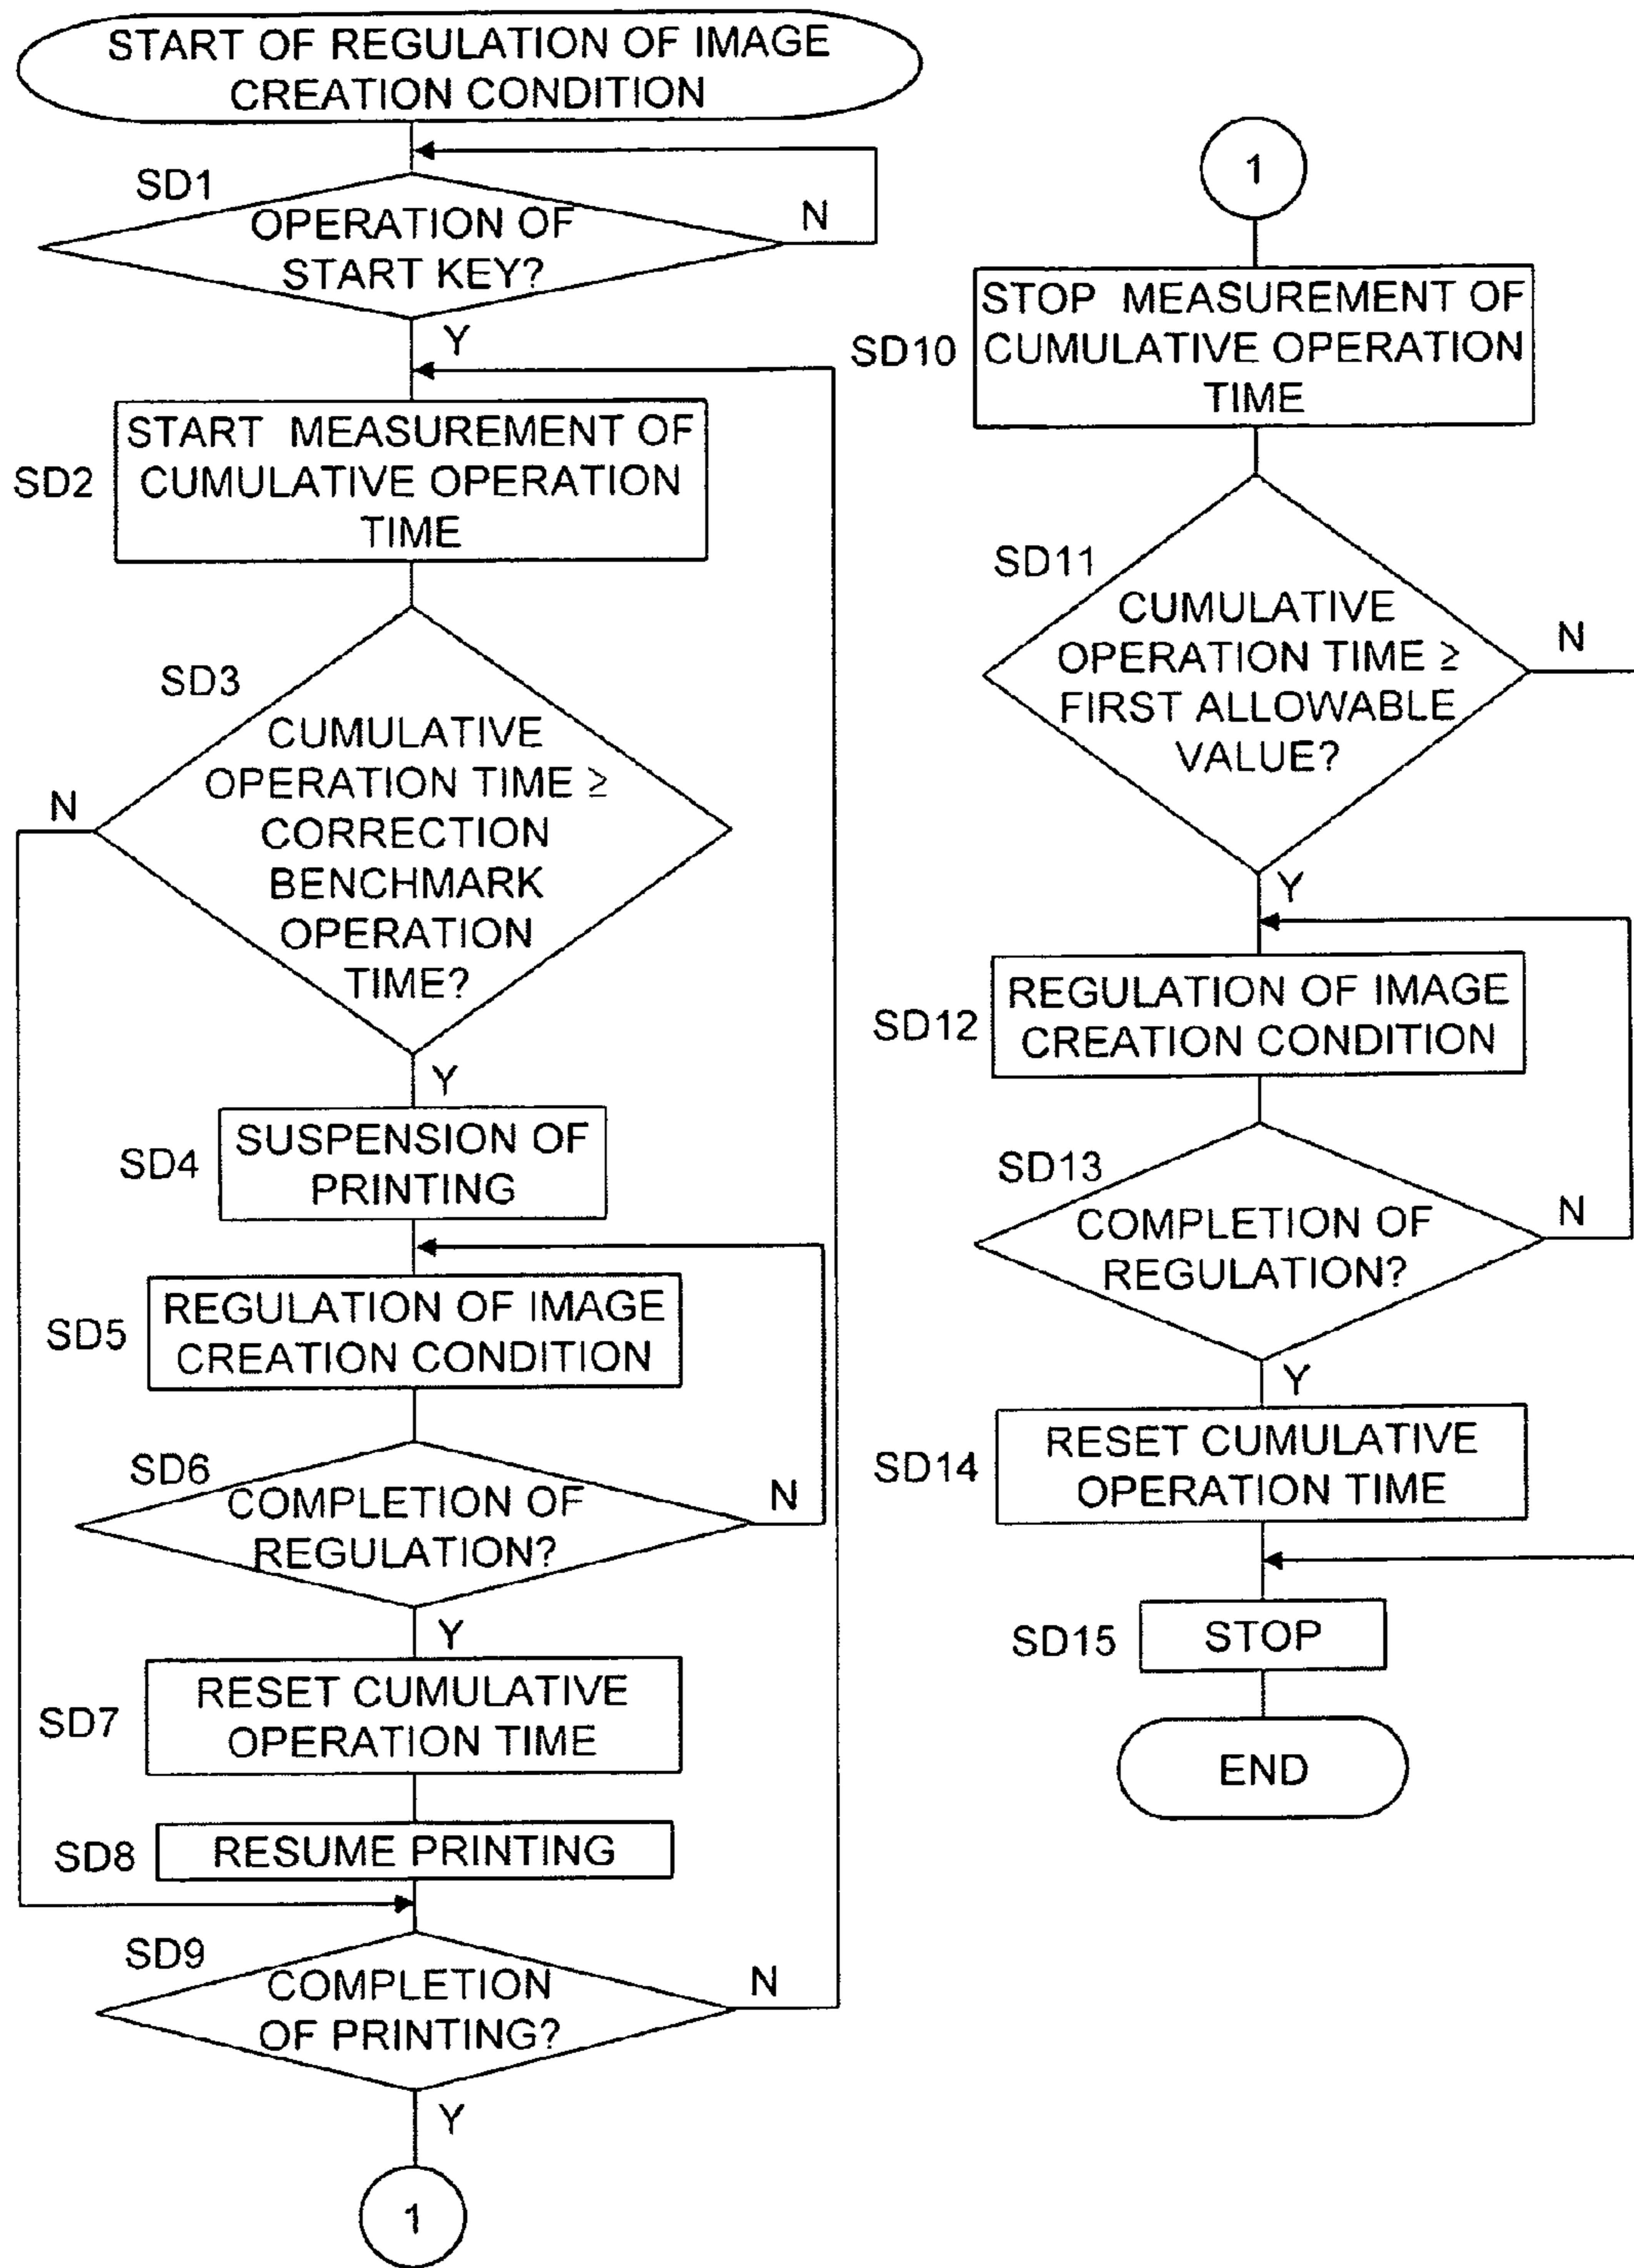 START OF REGULATION OF IMAGE
CREATION CONDITION
SD1
OPERATION OF
START KEY?
N
Y
SD2
START MEASUREMENT OF
CUMULATIVE OPERATION
TIME
SD3
CUMULATIVE
OPERATION TIME ≥
CORRECTION
BENCHMARK
OPERATION
TIME?
N
Y
SD4
SUSPENSION OF
PRINTING
SD5
REGULATION OF IMAGE
CREATION CONDITION
SD6
COMPLETION OF
REGULATION?
N
Y
SD7
RESET CUMULATIVE
OPERATION TIME
SD8
RESUME PRINTING
SD9
COMPLETION
OF PRINTING?
N
Y
1
1
SD10
STOP MEASUREMENT OF
CUMULATIVE OPERATION
TIME
SD11
CUMULATIVE
OPERATION TIME ≥
FIRST ALLOWABLE
VALUE?
N
Y
SD12
REGULATION OF IMAGE
CREATION CONDITION
SD13
COMPLETION OF
REGULATION?
N
Y
SD14
RESET CUMULATIVE
OPERATION TIME
SD15
STOP
END